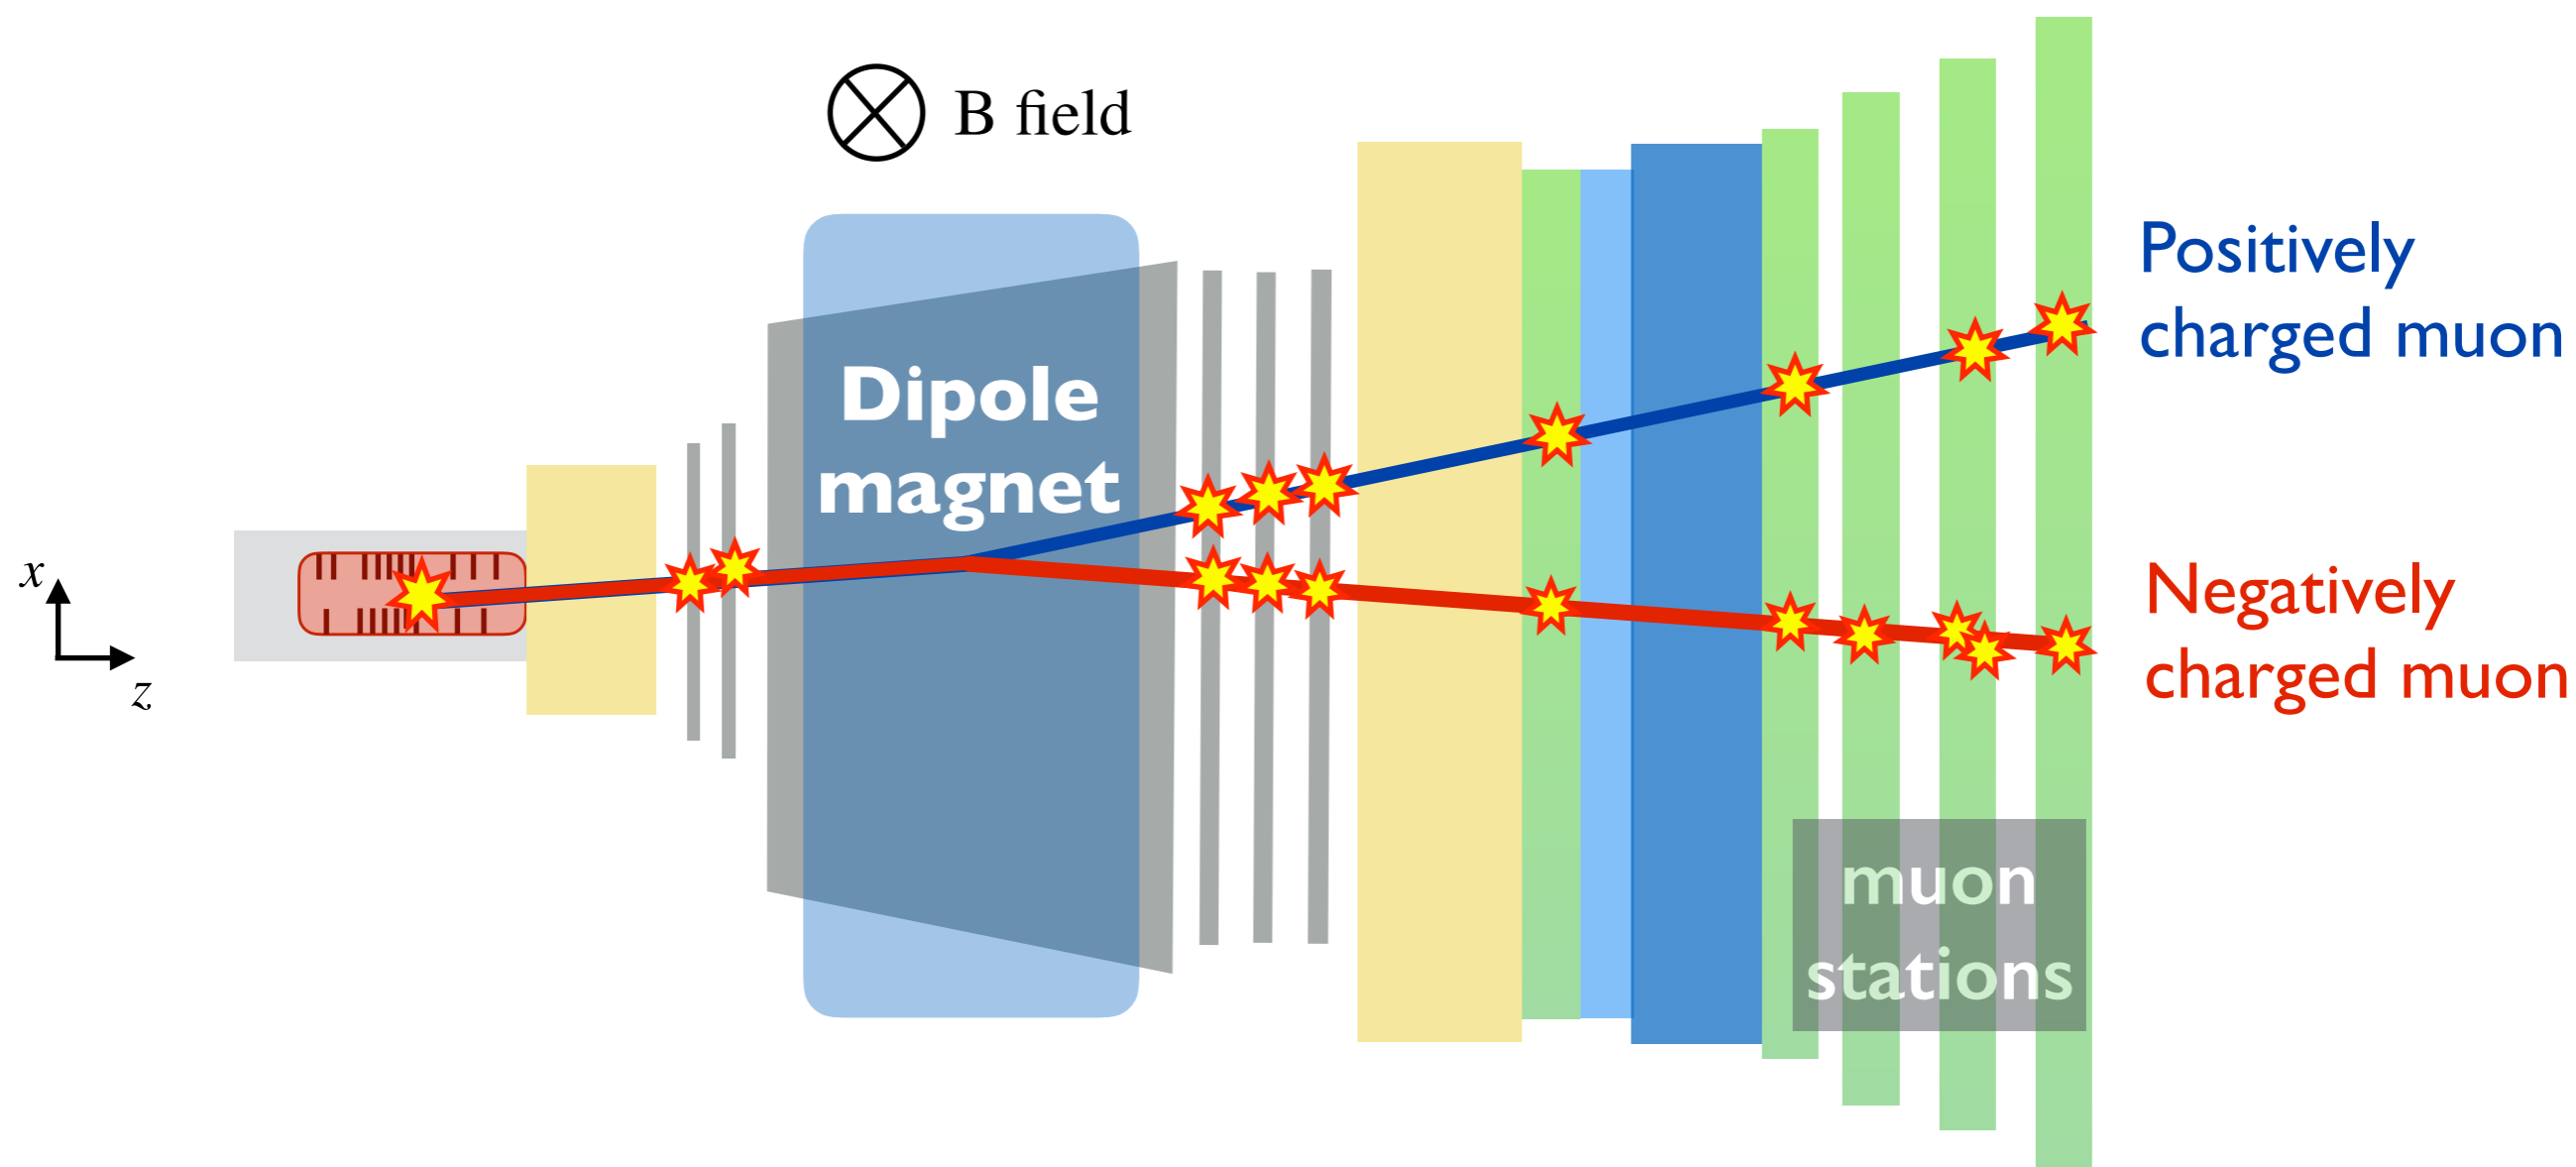 B field
Dipole
magnet
Positively
charged muon
x
z
Negatively
charged muon
muon
stations